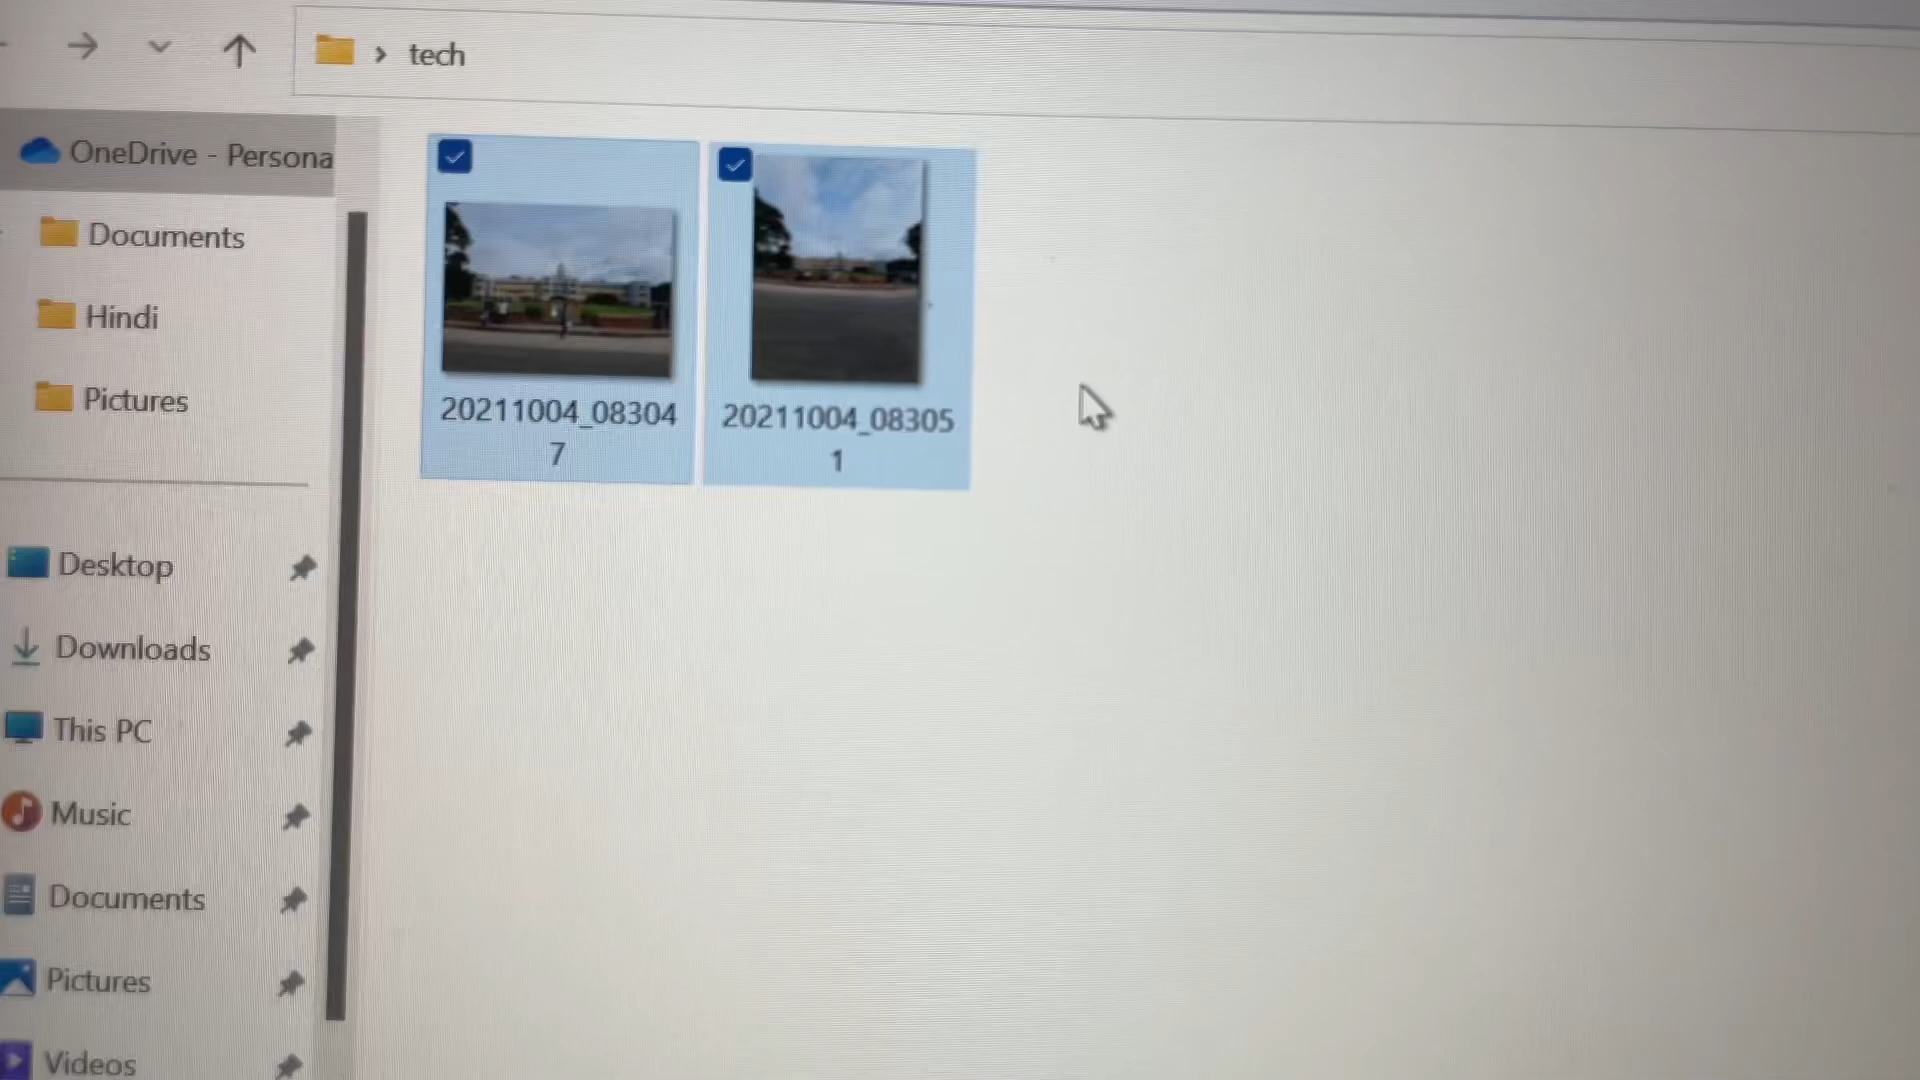 tech
OneDrive - Persona
Documents
Hindi
Pictures
20211004_08304
7
20211004_08305
1
Desktop
Downloads
This PC
Music
Documents
Pictures
Videos